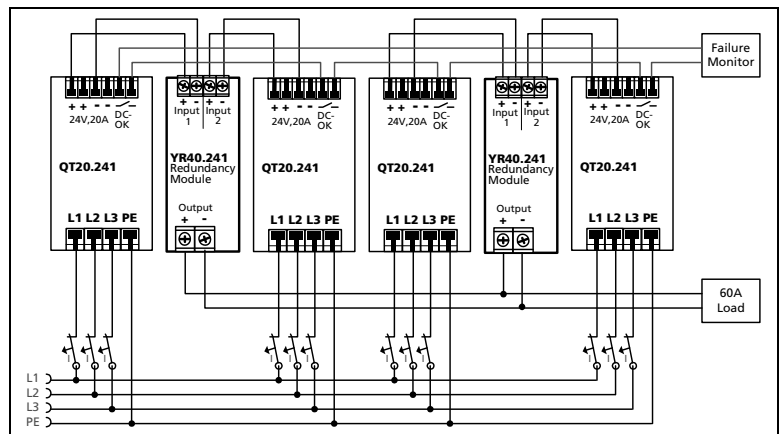 Failure
Monitor
+ + - - DC-
24V,20A OK
QT20.241
L1 L2 L3 PE
+ - + -
Input Input
1 2
YR40.241
Redundancy
Module
Output
+ -
+ + - - DC-
24V,20A OK
QT20.241
L1 L2 L3 PE
+ + - - DC-
24V,20A OK
QT20.241
L1 L2 L3 PE
+ - + -
Input Input
1 2
YR40.241
Redundancy
Module
Output
+ -
+ + - - DC-
24V,20A OK
QT20.241
L1 L2 L3 PE
60A
Load
I I I I I I I I I I I I
L1
L2
L3
PE